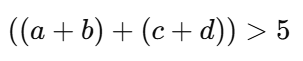 ((a + b) + (c + d)) > 5